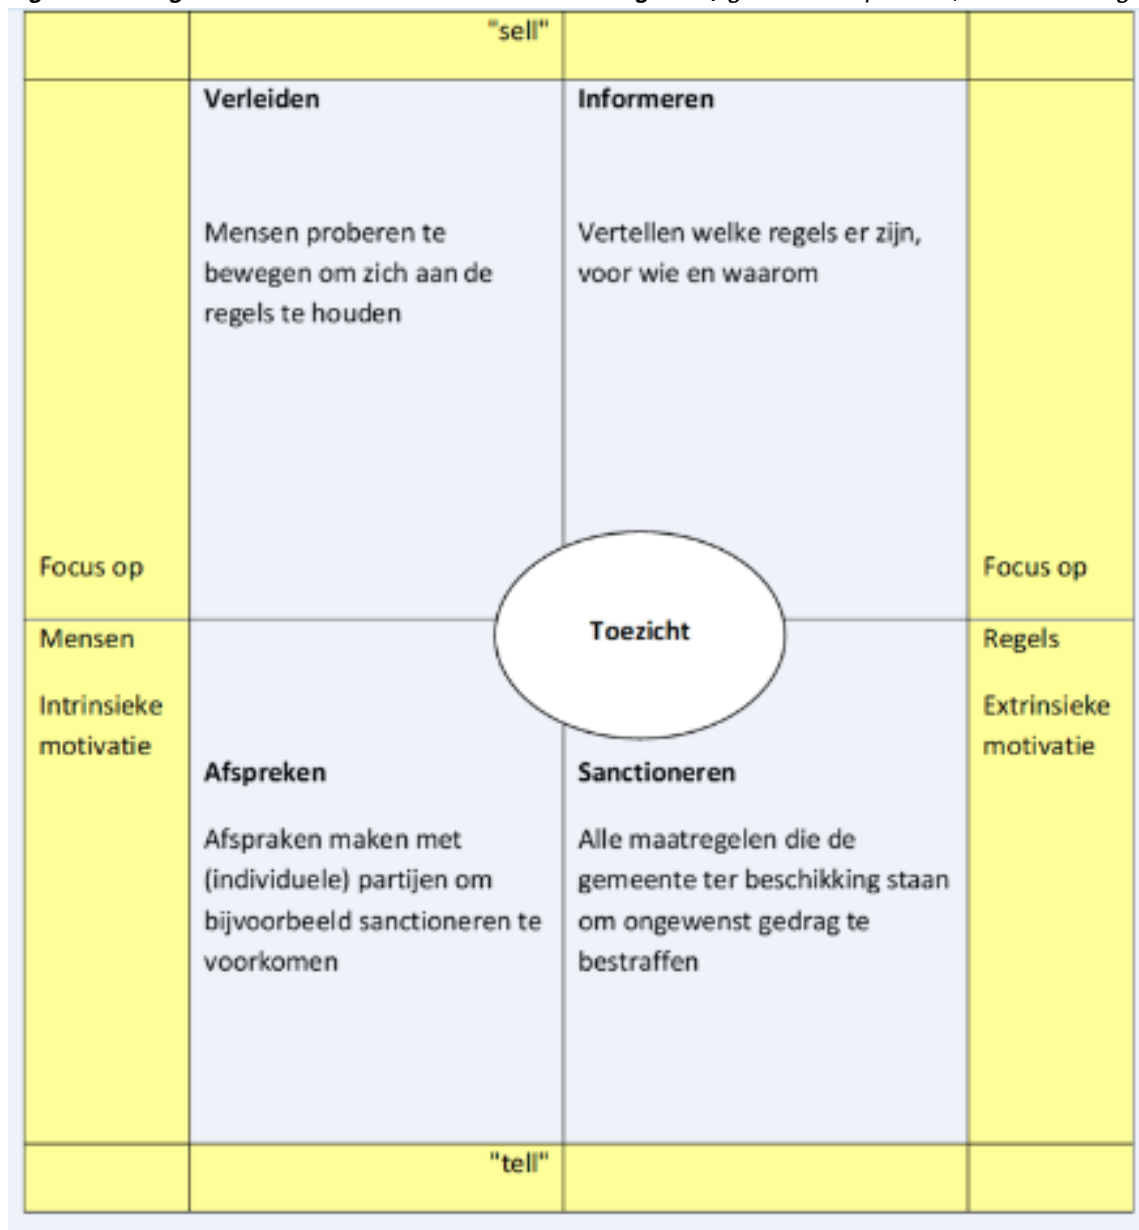 "sell"
Verleiden
Mensen proberen te
bewegen om zich aan de
regels te houden
Informeren
Vertellen welke regels er zijn,
voor wie en waarom
Focus op
Mensen
Intrinsieke
motivatie
Focus op
Regels
Extrinsieke
motivatie
Toezicht
Afspreken
Afspraken maken met
(individuele) partijen om
bijvoorbeeld sanctioneren te
voorkomen
Sanctioneren
Alle maatregelen die de
gemeente ter beschikking staan
om ongewenst gedrag te
bestraffen
"tell"